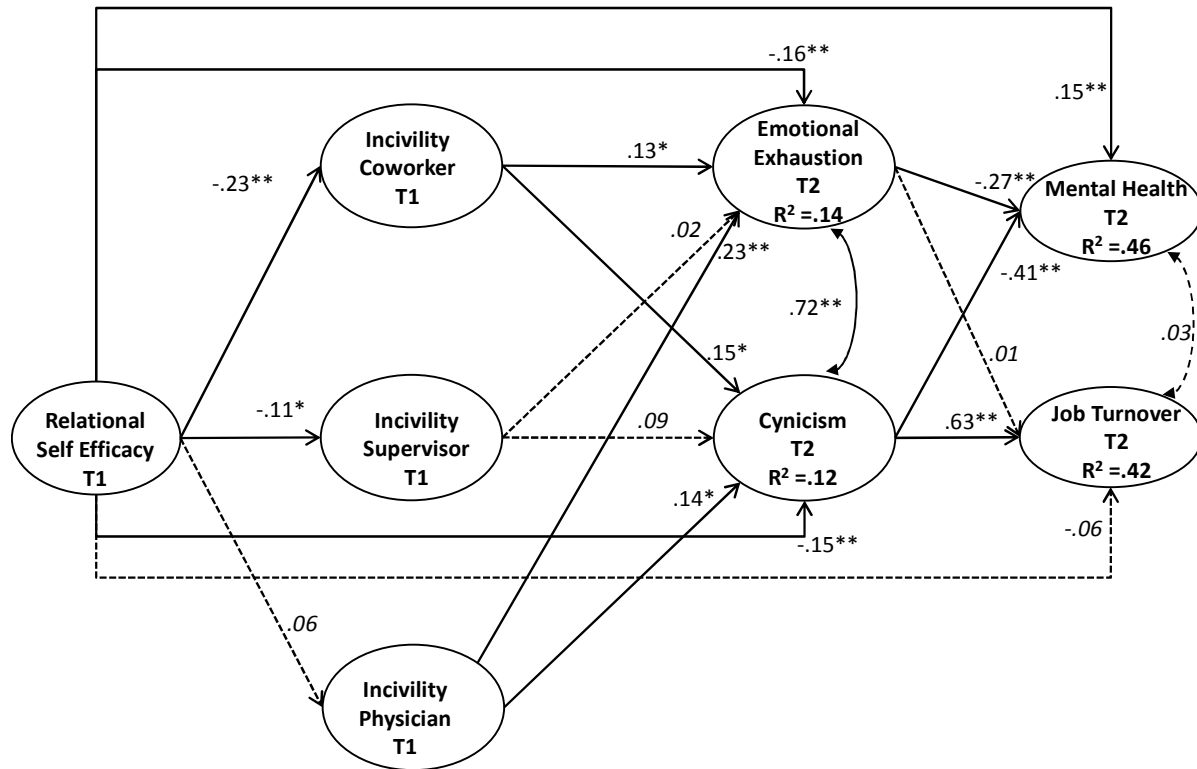 -.16**
.15**
Incivility
Coworker
T1
.13*
Emotional
Exhaustion
T2
R² =.14
-.23**
-.27**
Mental Health
T2
R² =.46
.02
.23**
-.41**
.72**
.03
.15*
.01
Relational
Self Efficacy
T1
-.11*
Incivility
Supervisor
T1
.09
Cynicism
T2
R² =.12
.63**
Job Turnover
T2
R² =.42
.14*
-.15**
-.06
.06
Incivility
Physician
T1